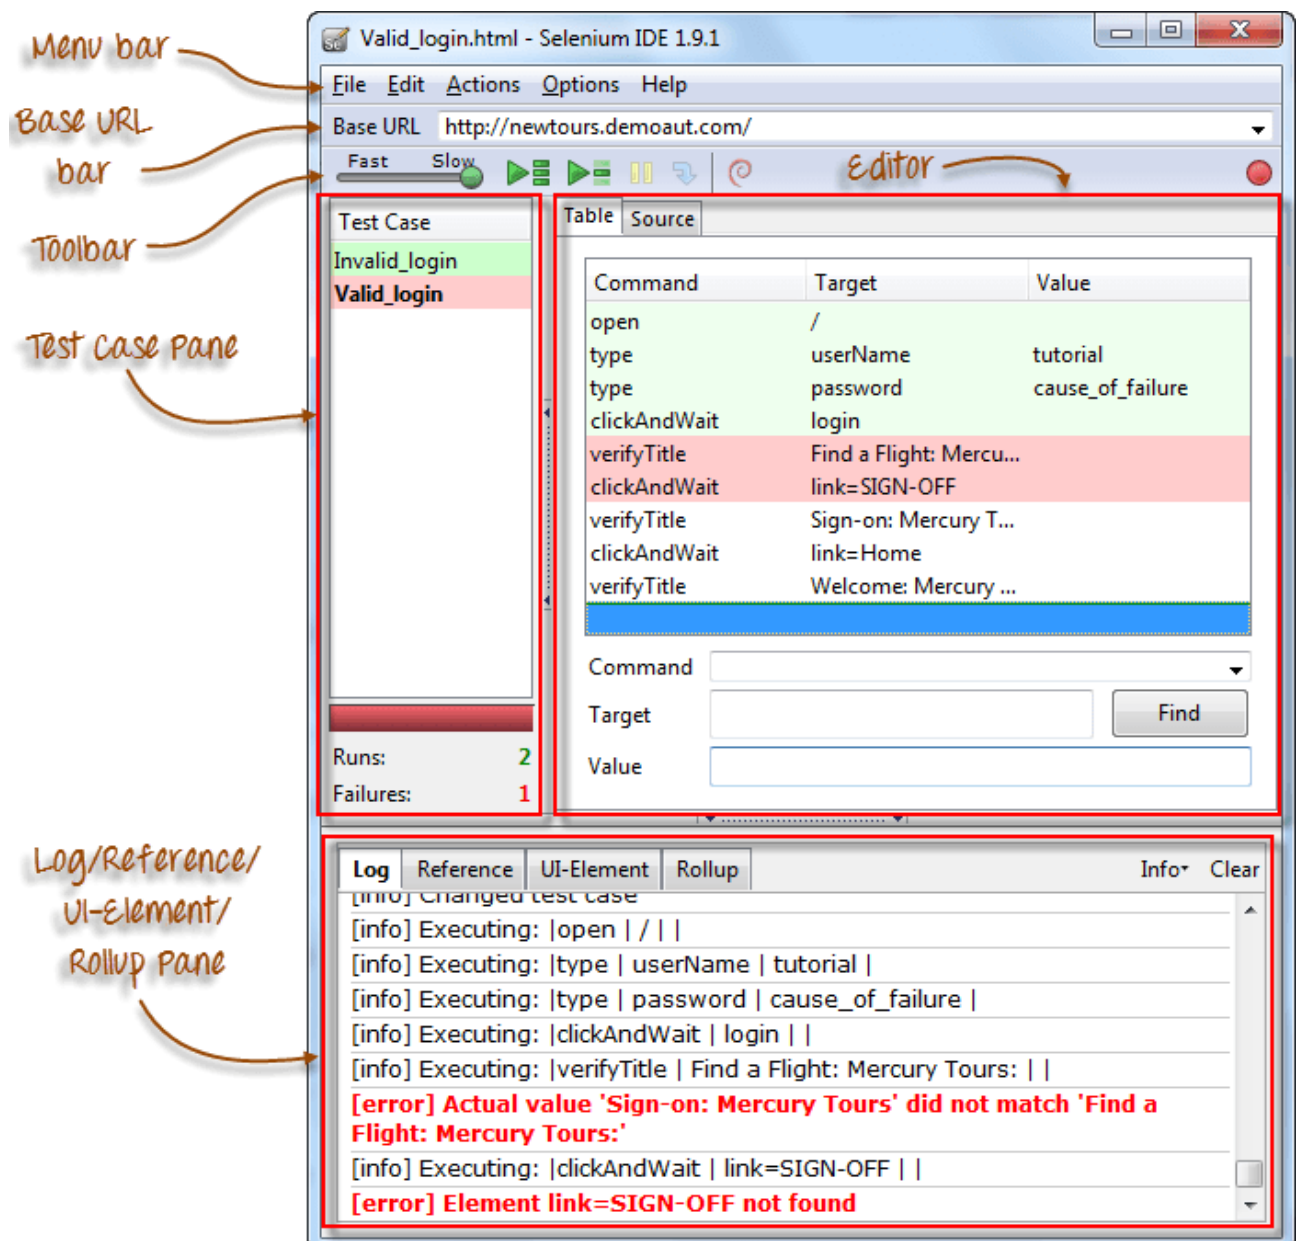 Menu bar
Base URL
bar
Toolbar
Test Case Pane
Log/Reference/
UI-Element/
Rollup Pane
Valid_login.html - Selenium IDE 1.9.1
File Edit Actions Options Help
Base URL http://newtours.demoaut.com/
Fast Slow
Editor
Test Case
Invalid_login
Valid_login
Runs: 2
Failures: 1
Table Source
Command Target Value
open /
type userName tutorial
type password cause_of_failure
clickAndWait login
verifyTitle Find a Flight: Mercu...
clickAndWait link=SIGN-OFF
verifyTitle Sign-on: Mercury T...
clickAndWait link=Home
verifyTitle Welcome: Mercury ...
Command
Target Find
Value
Log Reference UI-Element Rollup Info Clear
[info] Changed test case
[info] Executing: |open | / | |
[info] Executing: |type | userName | tutorial |
[info] Executing: |type | password | cause_of_failure |
[info] Executing: |clickAndWait | login | |
[info] Executing: |verifyTitle | Find a Flight: Mercury Tours: | |
[error] Actual value 'Sign-on: Mercury Tours' did not match 'Find a
Flight: Mercury Tours:'
[info] Executing: |clickAndWait | link=SIGN-OFF | |
[error] Element link=SIGN-OFF not found